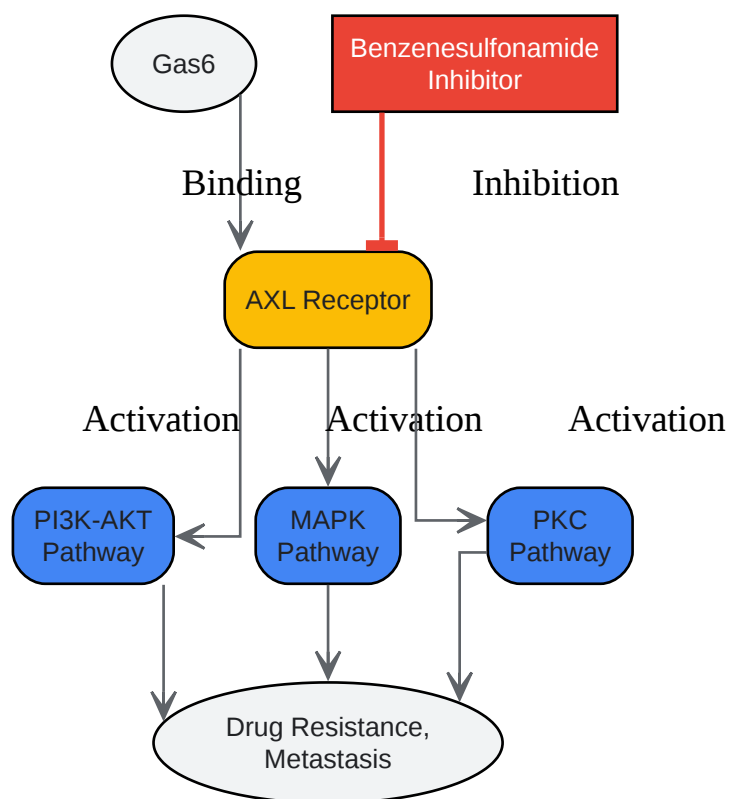 Gas6
Benzenesulfonamide
Inhibitor
Binding
Inhibition
AXL Receptor
Activation
Activation
Activation
PI3K-AKT
Pathway
MAPK
Pathway
PKC
Pathway
Drug Resistance,
Metastasis